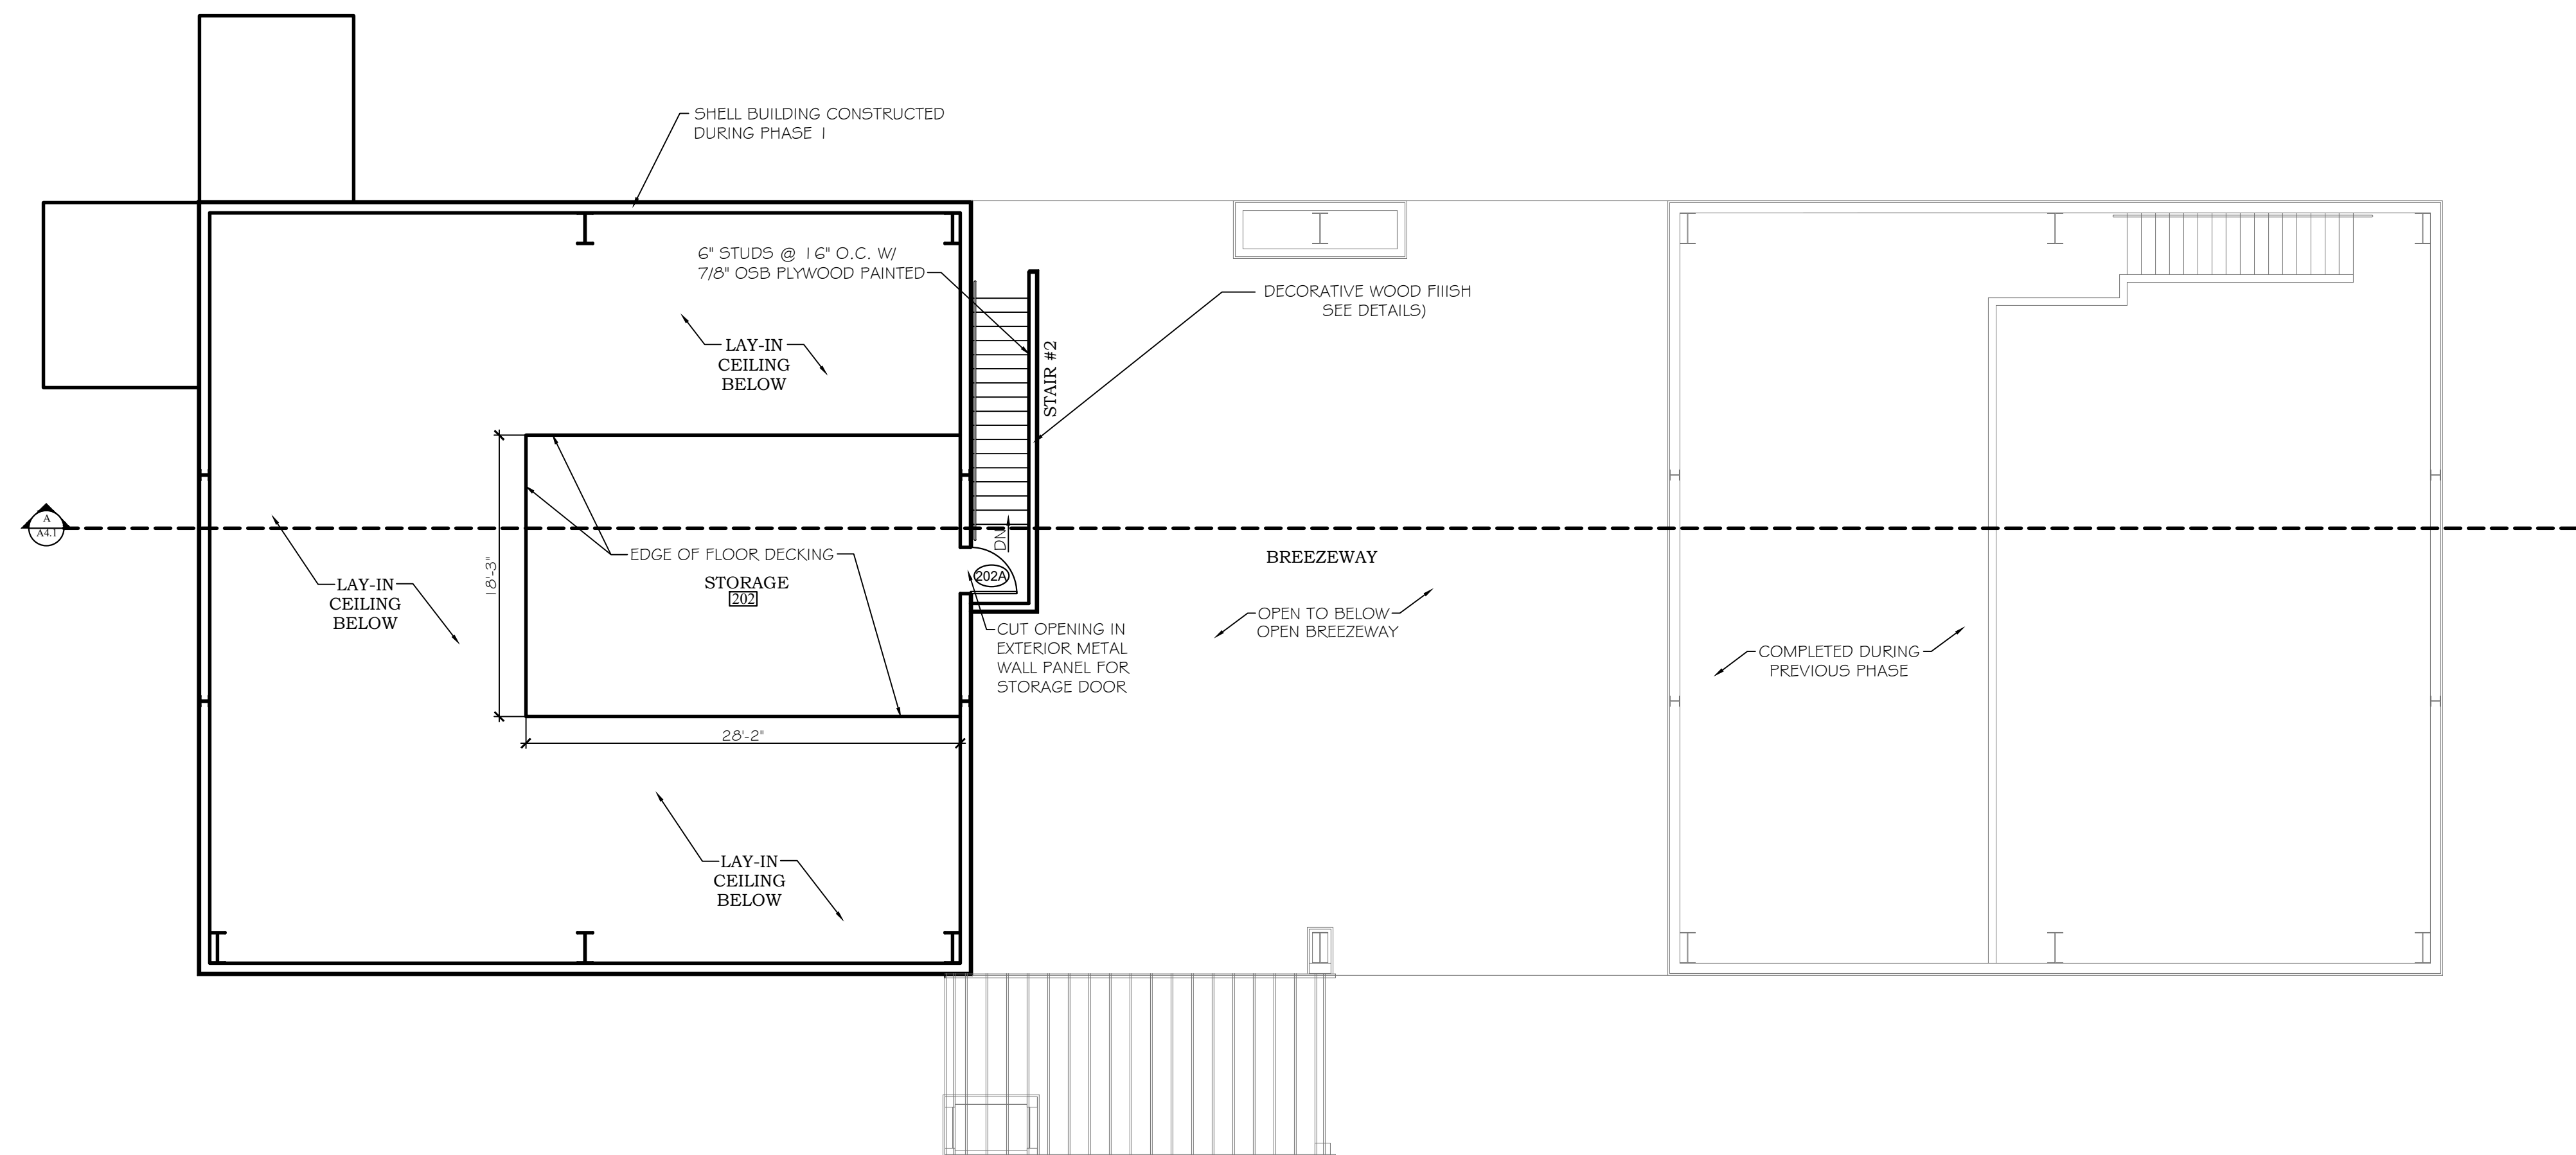 SHELL BUILDING CONSTRUCTED
DURING PHASE 1
6" STUDS @ 16" O.C. W/
7/8" OSB PLYWOOD PAINTED
DECORATIVE WOOD FIIISH
SEE DETAILS)
LAY-IN
CEILING
BELOW
STAIR #2
A
A4.1
DN
EDGE OF FLOOR DECKING
STORAGE
202
202A
18'-3"
BREEZEWAY
LAY-IN
CEILING
BELOW
OPEN TO BELOW
OPEN BREEZEWAY
CUT OPENING IN
EXTERIOR METAL
WALL PANEL FOR
STORAGE DOOR
COMPLETED DURING
PREVIOUS PHASE
28'-2"
LAY-IN
CEILING
BELOW